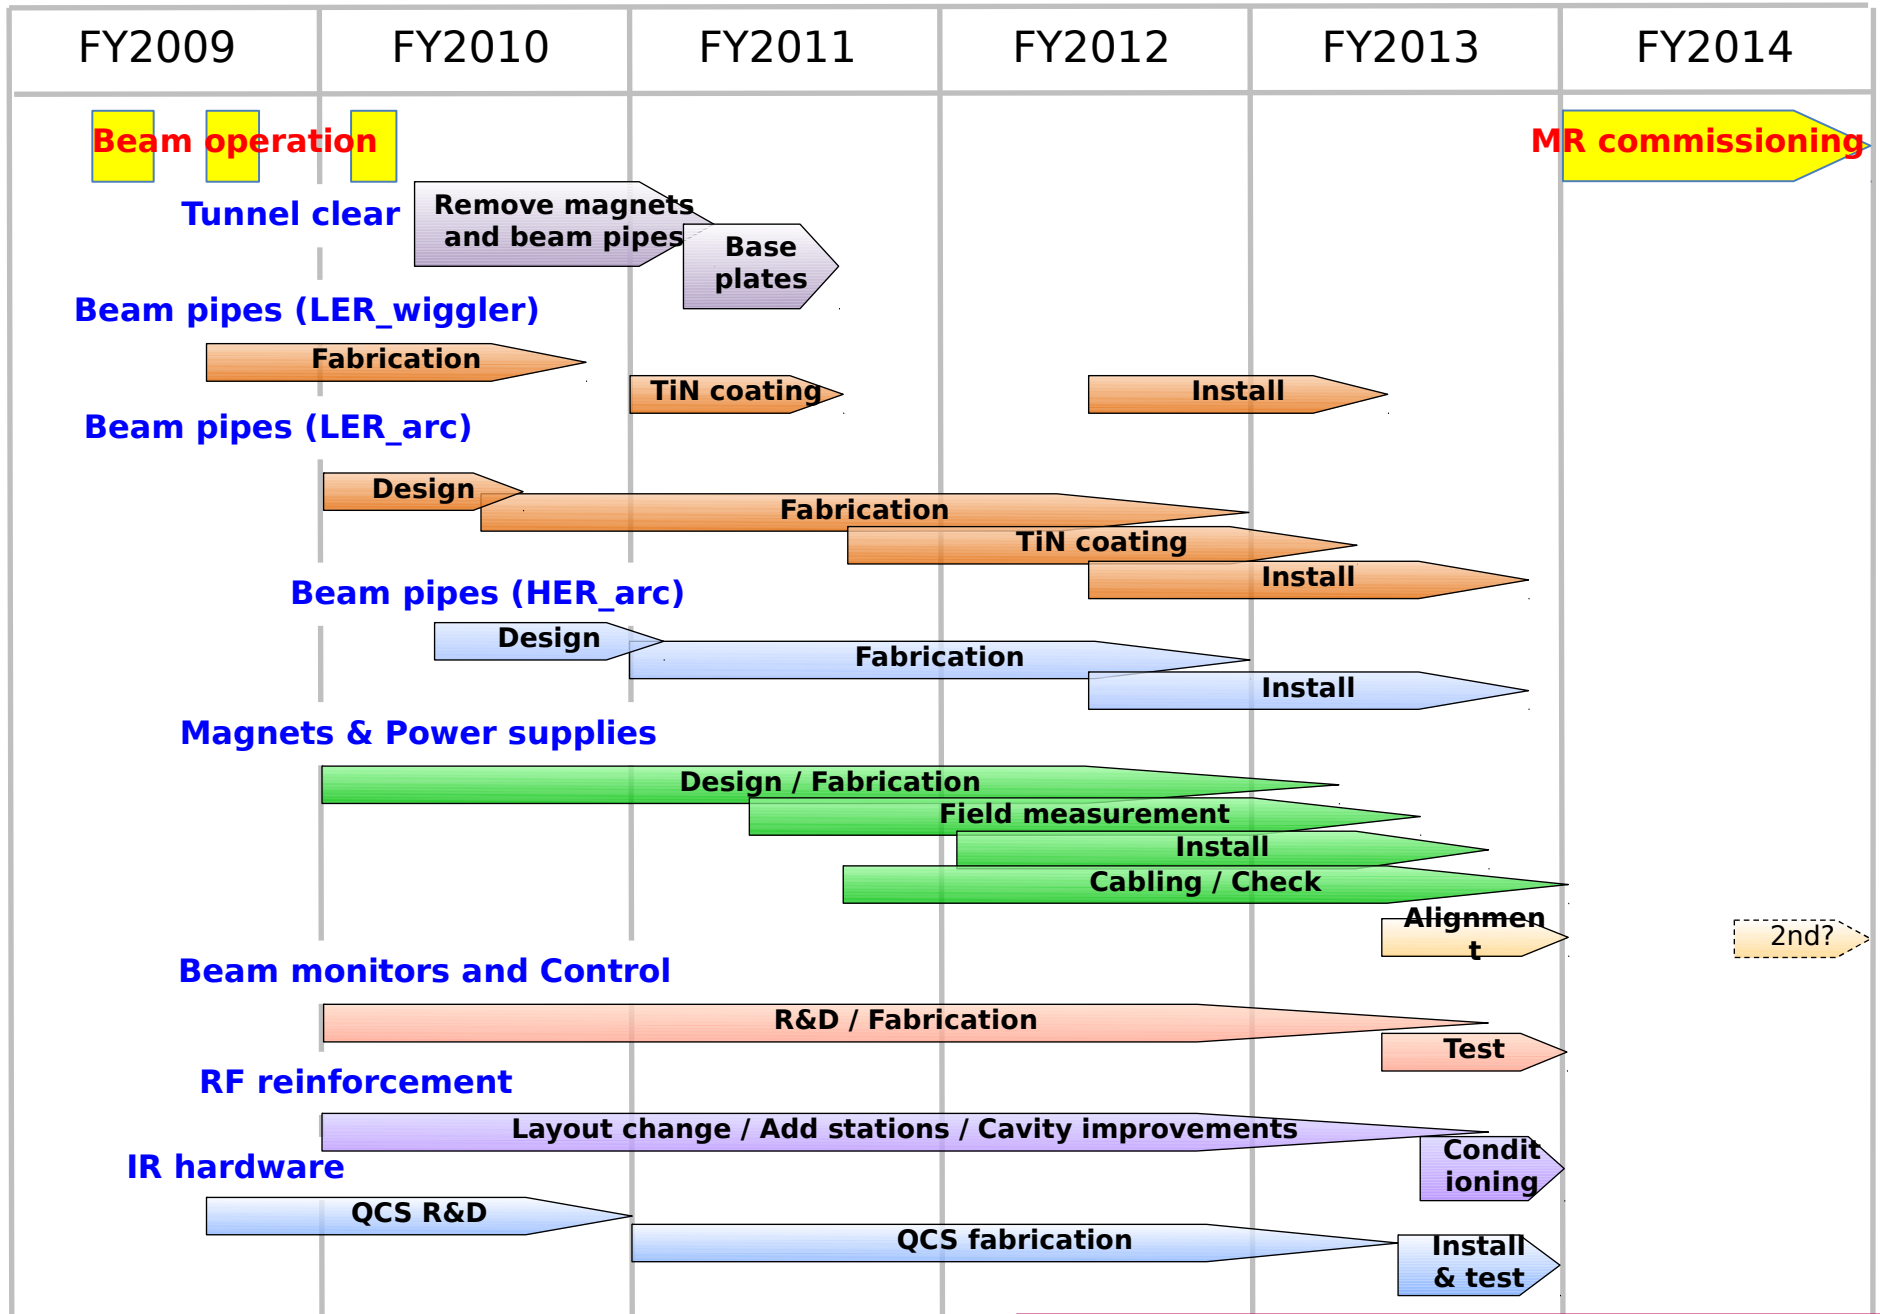 FY2009 FY2010 FY2011 FY2012 FY2013 FY2014
Beam operation
MR commissioning
Tunnel clear
Remove magnets
and beam pipes
Base
plates
Beam pipes (LER_wiggler)
Fabrication
TiN coating
Install
Beam pipes (LER_arc)
Design
Fabrication
TiN coating
Install
Beam pipes (HER_arc)
Design
Fabrication
Install
Magnets & Power supplies
Design / Fabrication
Field measurement
Install
Cabling / Check
Alignmen
t
2nd?
Beam monitors and Control
R&D / Fabrication
Test
RF reinforcement
Layout change / Add stations / Cavity improvements
Condit
ioning
IR hardware
QCS R&D
QCS fabrication
Install
& test